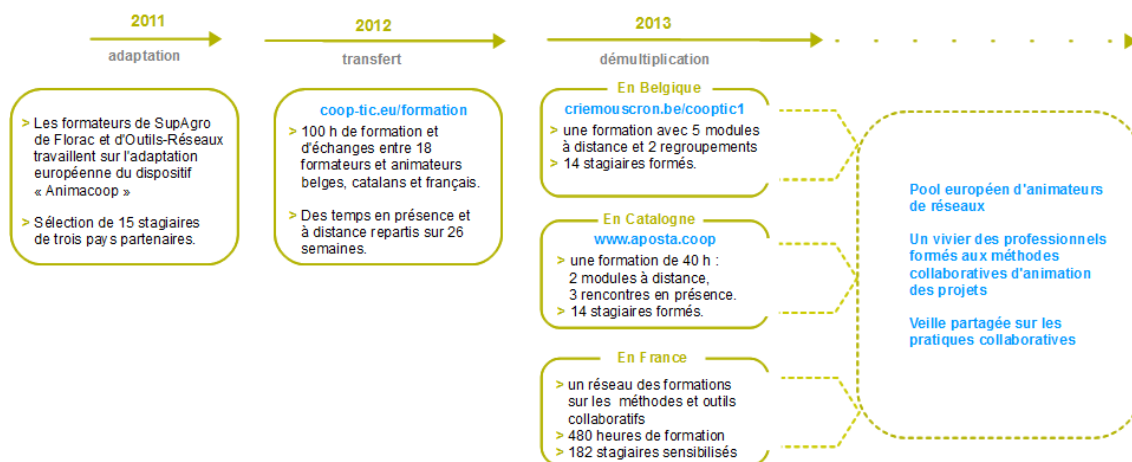 2011
adaptation
> Les formateurs de SupAgro
de Florac et d'Outils-Réseaux
travaillent sur l'adaptation
européenne du dispositif
« Animacoop »
> Sélection de 15 stagiaires
de trois pays partenaires.
2012
transfert
coop-tic.eu/formation
> 100 h de formation et
d'échanges entre 18
formateurs et animateurs
belges, catalans et français.
> Des temps en présence et
à distance repartis sur 26
semaines.
2013
démultiplication
En Belgique
criemouscron.be/cooptic1
> une formation avec 5 modules
à distance et 2 regroupements
> 14 stagiaires formés.
En Catalogne
www.aposta.coop
> une formation de 40 h :
2 modules à distance,
3 rencontres en présence.
> 14 stagiaires formés.
En France
> un réseau des formations
sur les méthodes et outils
collaboratifs
> 480 heures de formation
> 182 stagiaires sensibilisés
Pool européen d'animateurs
de réseaux
Un vivier des professionnels
formés aux méthodes
collaboratives d'animation
des projets
Veille partagée sur les
pratiques collaboratives